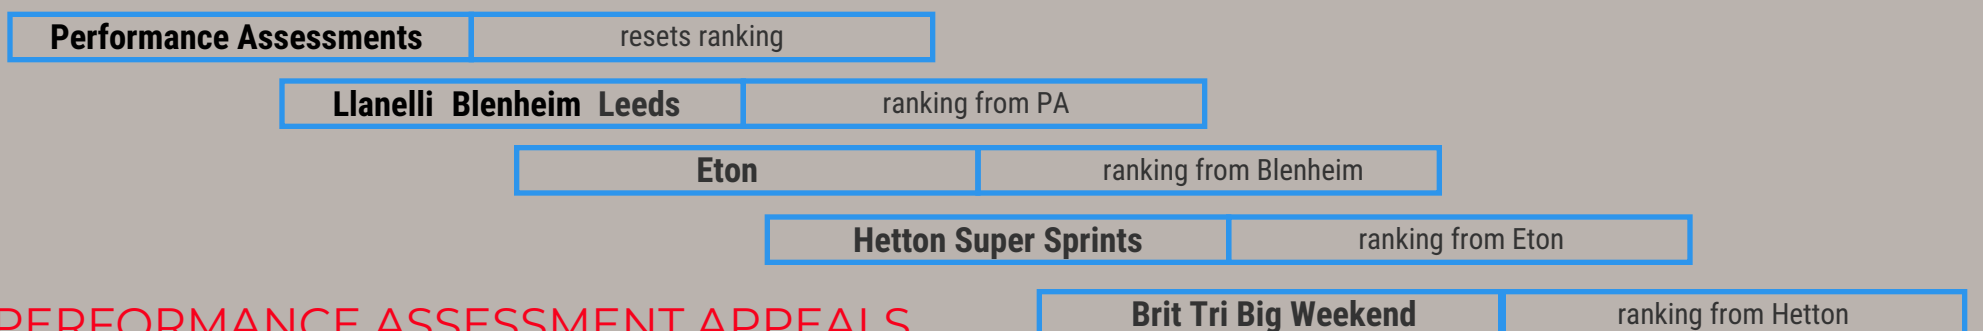 Performance Assessments resets ranking
Llanelli Blenheim Leeds ranking from PA
Eton ranking from Blenheim
Hetton Super Sprints ranking from Eton
Brit Tri Big Weekend ranking from Hetton
PERFORMANCE ASSESSMENT APPEALS